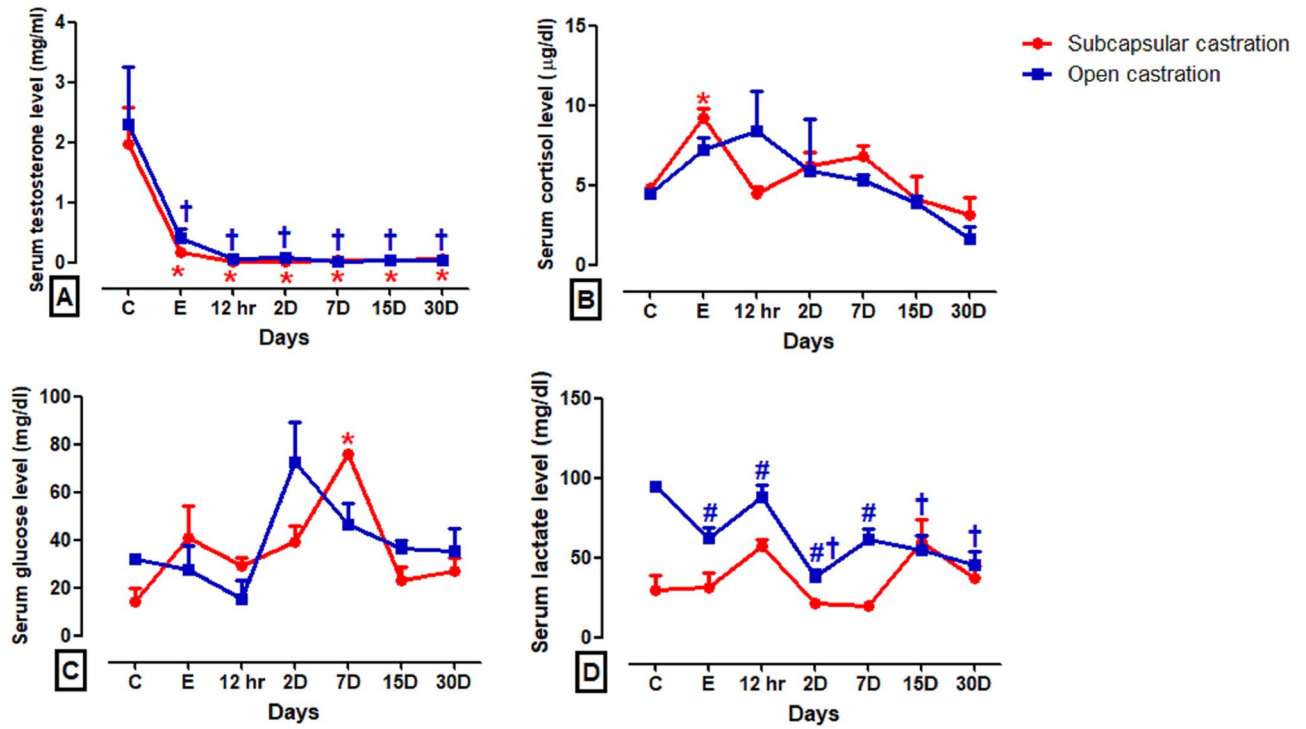 Subcapsular castration
Open castration
Serum testosterone level (mg/ml)
4
3
2
1
0
†
†
†
†
†
†
*
*
*
*
*
*
A
C E 12 hr 2D 7D 15D 30D
Days
Serum cortisol level ( µg/dl)
15
10
5
0
*
B
C E 12 hr 2D 7D 15D 30D
Days
Serum glucose level (mg/dl)
100
80
60
40
20
0
*
C
C E 12 hr 2D 7D 15D 30D
Days
Serum lactate level (mg/dl)
150
100
50
0
#
#
#†
#
†
†
D
C E 12 hr 2D 7D 15D 30D
Days